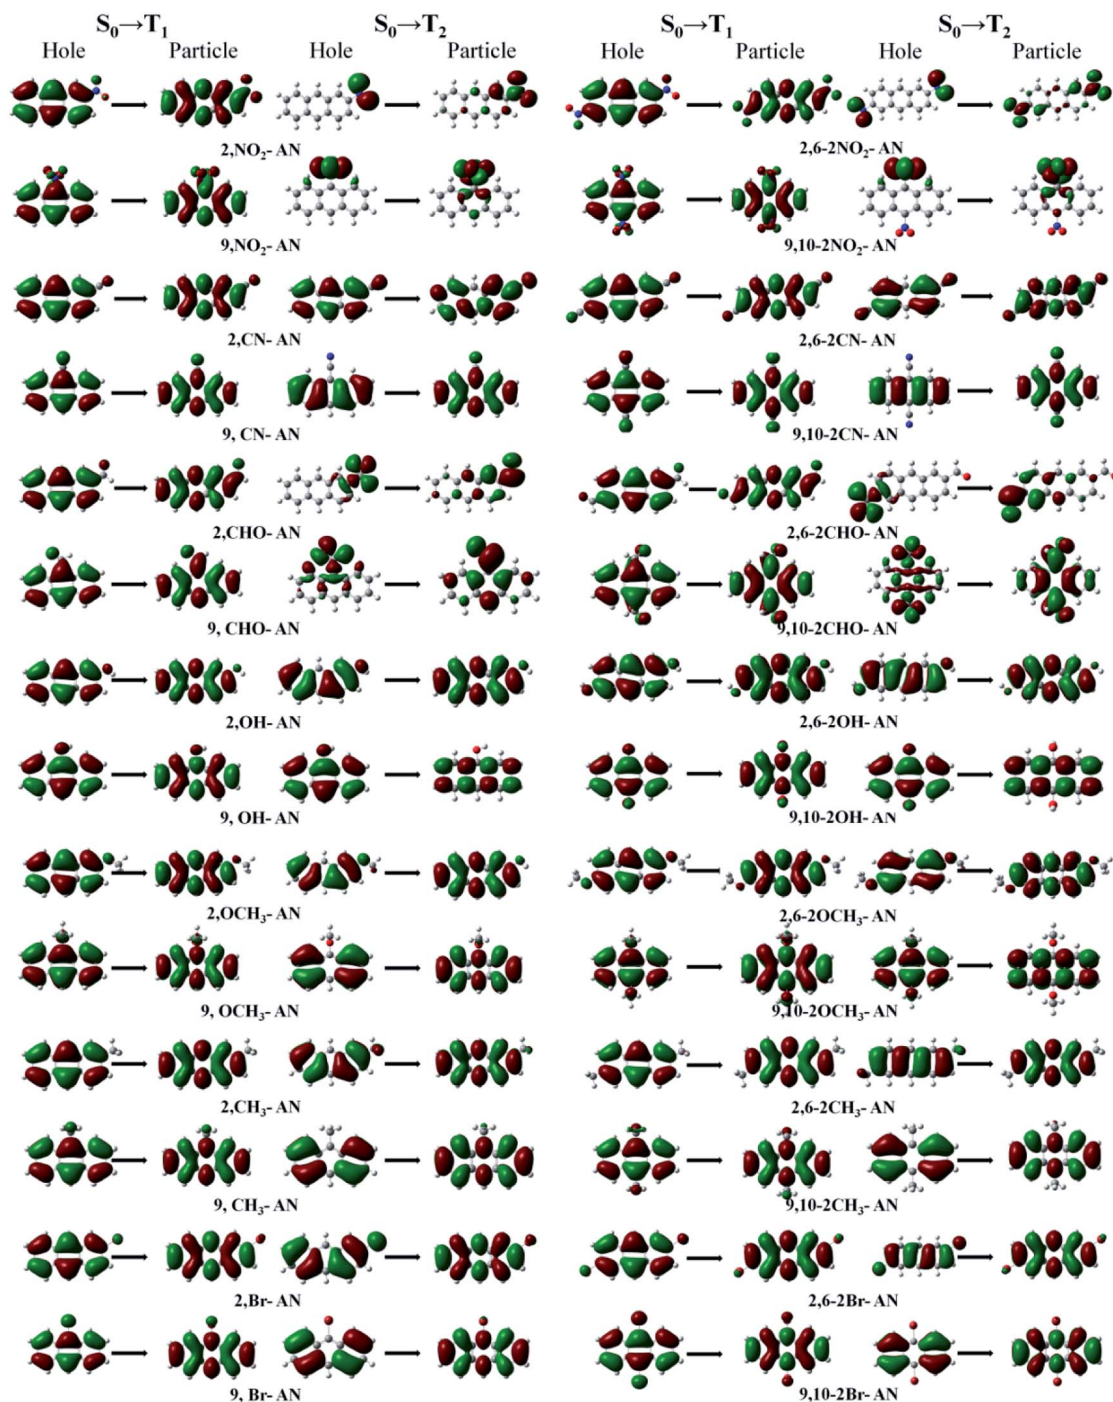 S₀→T₁ S₀→T₂ S₀→T₁ S₀→T₂
Hole Particle Hole Particle Hole Particle Hole Particle
2,NO₂- AN 2,6-2NO₂- AN
9,NO₂- AN 9,10-2NO₂- AN
2,CN- AN 2,6-2CN- AN
9, CN- AN 9,10-2CN- AN
2,CHO- AN 2,6-2CHO- AN
9, CHO- AN 9,10-2CHO- AN
2,OH- AN 2,6-2OH- AN
9, OH- AN 9,10-2OH- AN
2,OCH₃- AN 2,6-2OCH₃- AN
9, OCH₃- AN 9,10-2OCH₃- AN
2,CH₃- AN 2,6-2CH₃- AN
9, CH₃- AN 9,10-2CH₃- AN
2,Br- AN 2,6-2Br- AN
9, Br- AN 9,10-2Br- AN